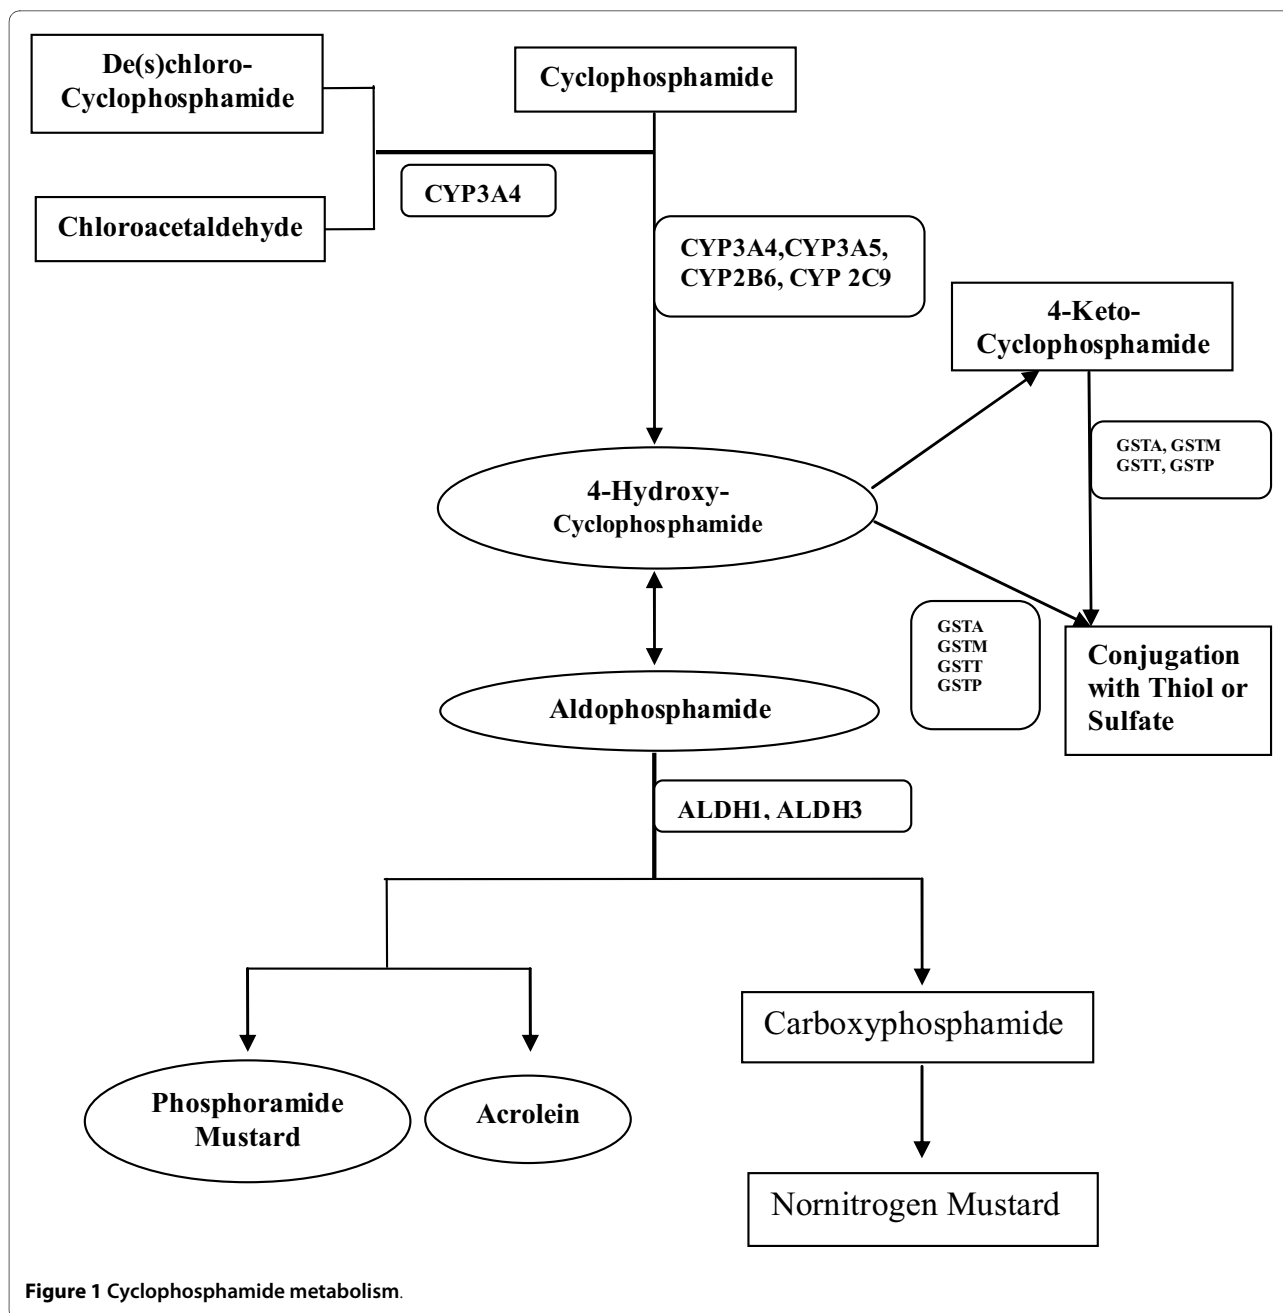 De(s)chloro-
Cyclophosphamide
Cyclophosphamide
CYP3A4
Chloroacetaldehyde
CYP3A4,CYP3A5,
CYP2B6, CYP 2C9
4-Keto-
Cyclophosphamide
GSTA, GSTM
GSTT, GSTP
4-Hydroxy-
Cyclophosphamide
GSTA
GSTM
GSTT
GSTP
Conjugation
with Thiol or
Sulfate
Aldophosphamide
ALDH1, ALDH3
Carboxyphosphamide
Phosphoramide
Mustard
Acrolein
Nornitrogen Mustard
Figure 1 Cyclophosphamide metabolism.